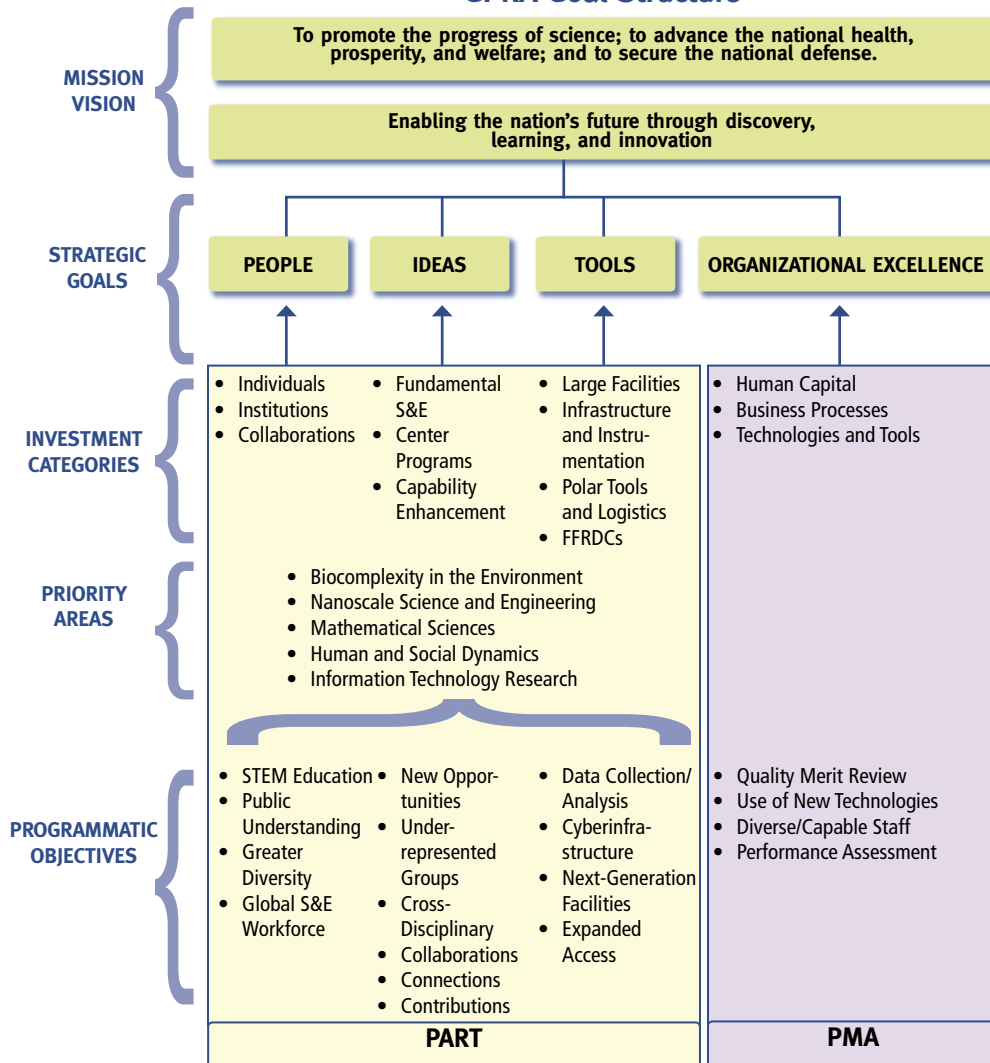 GPRA Goal Structure
MISSION
VISION
To promote the progress of science; to advance the national health,
prosperity, and welfare; and to secure the national defense.
Enabling the nation's future through discovery,
learning, and innovation
STRATEGIC
GOALS
PEOPLE
IDEAS
TOOLS
ORGANIZATIONAL EXCELLENCE
INVESTMENT
CATEGORIES
• Individuals
• Institutions
• Collaborations
• Fundamental
S&E
• Center
Programs
• Capability
Enhancement
• Large Facilities
• Infrastructure
and Instru-
mentation
• Polar Tools
and Logistics
• FFRDCs
• Human Capital
• Business Processes
• Technologies and Tools
PRIORITY
AREAS
• Biocomplexity in the Environment
• Nanoscale Science and Engineering
• Mathematical Sciences
• Human and Social Dynamics
• Information Technology Research
PROGRAMMATIC
OBJECTIVES
• STEM Education
• Public
Understanding
• Greater
Diversity
• Global S&E
Workforce
• New Oppor-
tunities
• Under-
represented
Groups
• Cross-
Disciplinary
• Collaborations
• Connections
• Contributions
• Data Collection/
Analysis
• Cyberinfra-
structure
• Next-Generation
Facilities
• Expanded
Access
• Quality Merit Review
• Use of New Technologies
• Diverse/Capable Staff
• Performance Assessment
PART
PMA